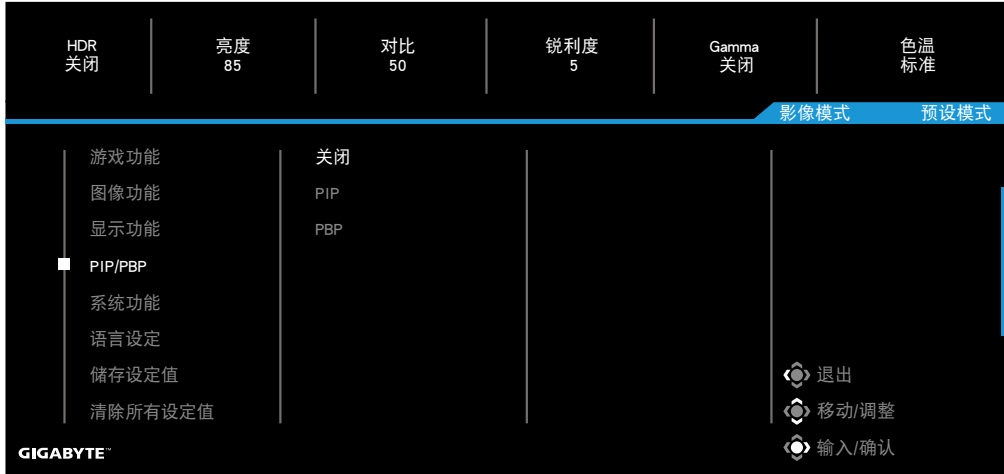 HDR
关闭
亮度
85
对比
50
锐利度
5
Gamma
关闭
色温
标准
影像模式 预设模式
游戏功能
图像功能
显示功能
PIP/PBP
系统功能
语言设定
储存设定值
清除所有设定值
关闭
PIP
PBP
退出
移动/调整
输入/确认
GIGABYTE™